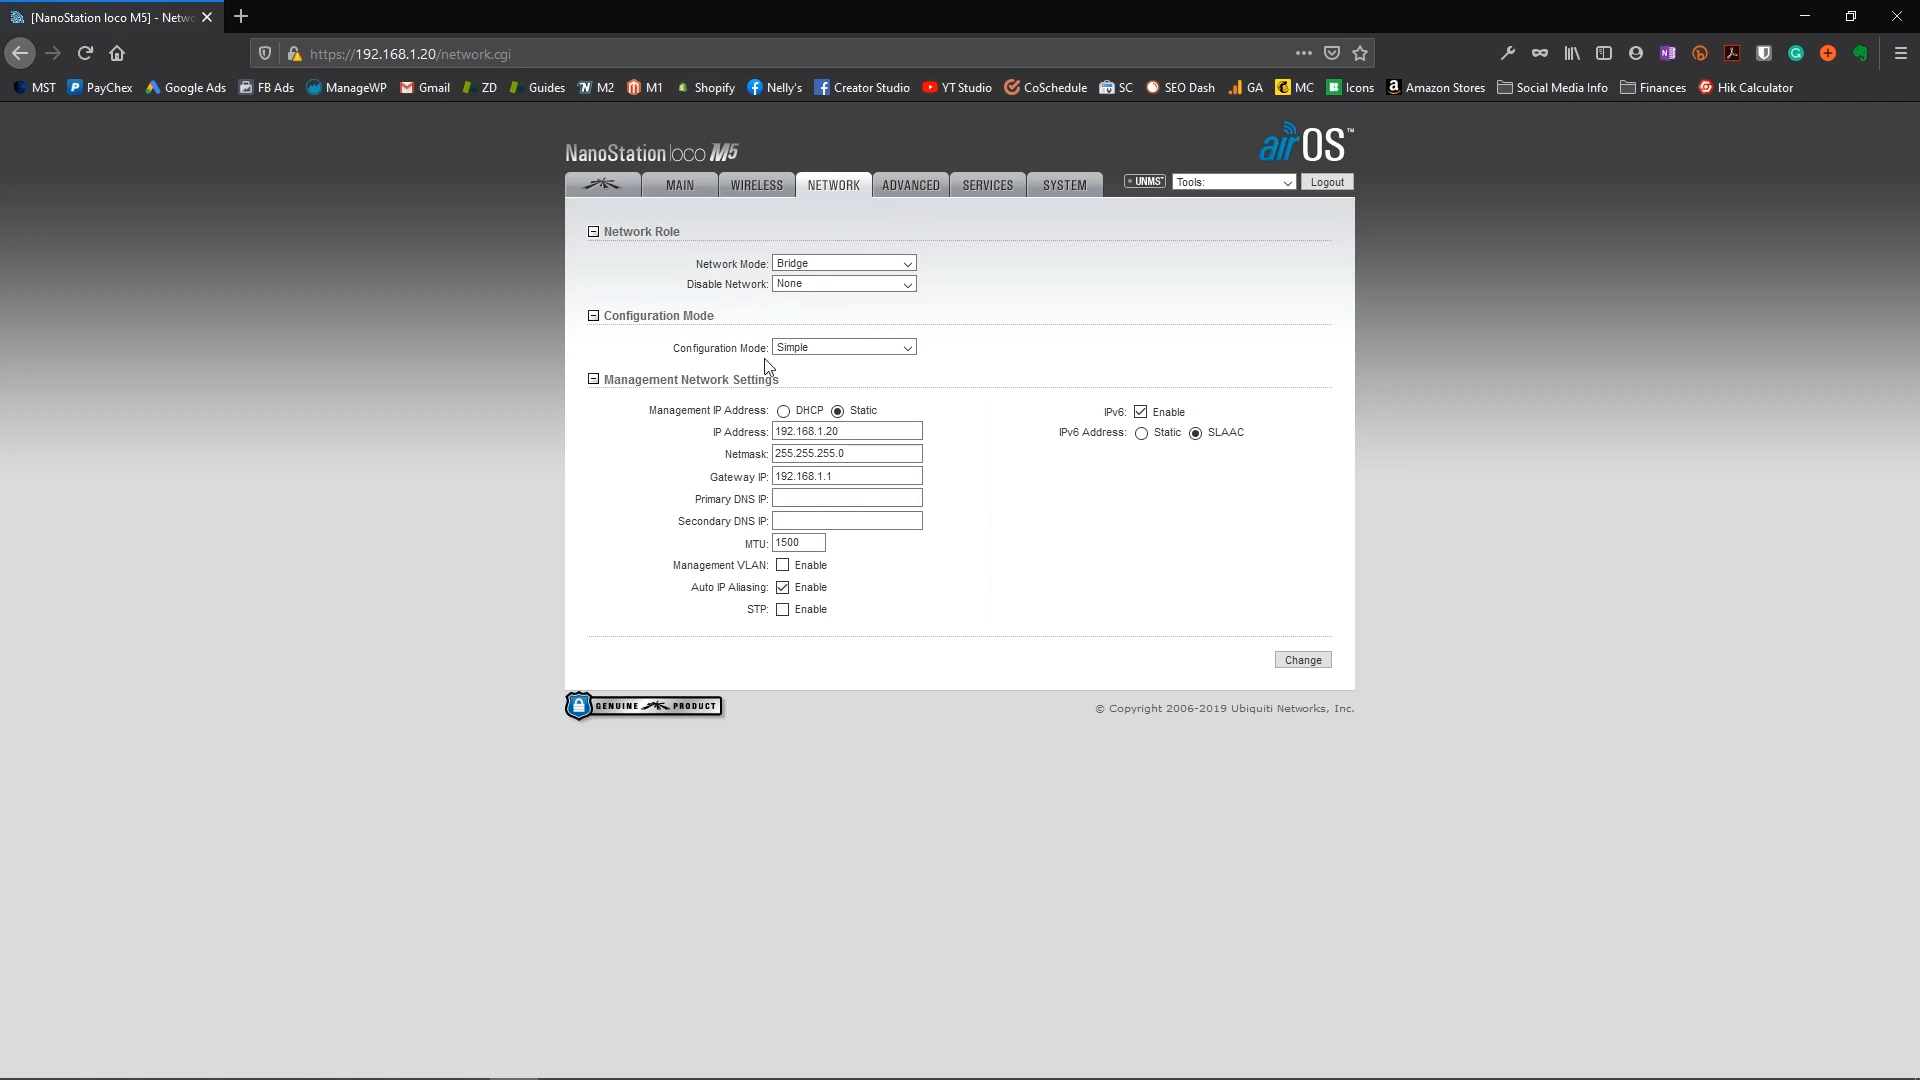 [NanoStation loco M5] - Netwo
https://192.168.1.20/network.cgi
MST PayChex Google Ads FB Ads ManageWP Gmail ZD Guides M2 M1 Shopify Nelly's Creator Studio YT Studio CoSchedule SC SEO Dash GA MC Icons Amazon Stores Social Media Info Finances Hik Calculator
NanoStation loco M5 airOS™
MAIN WIRELESS NETWORK ADVANCED SERVICES SYSTEM UNMS™ Tools: Logout
Network Role
Network Mode: Bridge
Disable Network: None
Configuration Mode
Configuration Mode: Simple
Management Network Settings
Management IP Address: DHCP Static IPv6: Enable
IP Address: 192.168.1.20 IPv6 Address: Static SLAAC
Netmask: 255.255.255.0
Gateway IP: 192.168.1.1
Primary DNS IP:
Secondary DNS IP:
MTU: 1500
Management VLAN: Enable
Auto IP Aliasing: Enable
STP: Enable
Change
GENUINE PRODUCT © Copyright 2006-2019 Ubiquiti Networks, Inc.